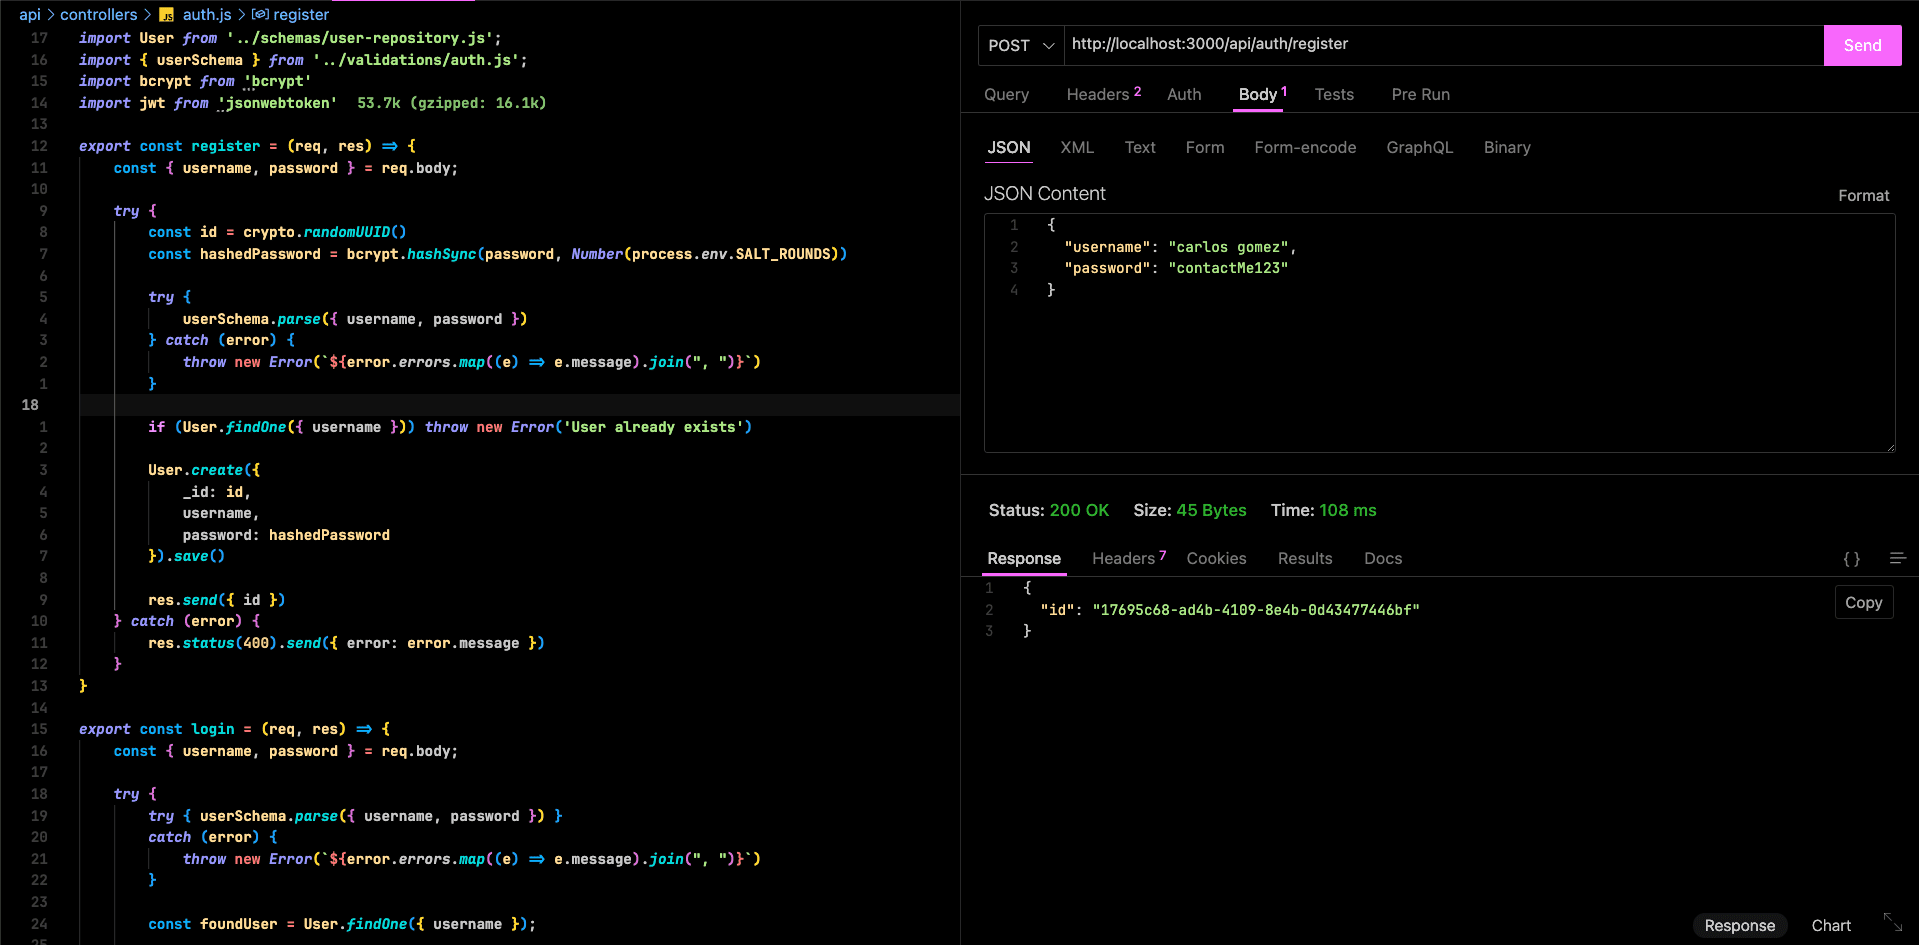 api > controllers > JS auth.js > register
17 import User from '../schemas/user-repository.js';
16 import { userSchema } from '../validations/auth.js';
15 import bcrypt from 'bcrypt'
14 import jwt from 'jsonwebtoken' 53.7k (gzipped: 16.1k)
13
12 export const register = (req, res) => {
11 const { username, password } = req.body;
10
9 try {
8 const id = crypto.randomUUID()
7 const hashedPassword = bcrypt.hashSync(password, Number(process.env.SALT_ROUNDS))
6
5 try {
4 userSchema.parse({ username, password })
3 } catch (error) {
2 throw new Error(`${error.errors.map((e) => e.message).join(", ")}`)
1 }
18
1 if (User.findOne({ username })) throw new Error('User already exists')
2
3 User.create({
4 _id: id,
5 username,
6 password: hashedPassword
7 }).save()
8
9 res.send({ id })
10 } catch (error) {
11 res.status(400).send({ error: error.message })
12 }
13 }
14
15 export const login = (req, res) => {
16 const { username, password } = req.body;
17
18 try {
19 try { userSchema.parse({ username, password }) }
20 catch (error) {
21 throw new Error(`${error.errors.map((e) => e.message).join(", ")}`)
22 }
23
24 const foundUser = User.findOne({ username });
25
POST http://localhost:3000/api/auth/register Send
Query Headers 2 Auth Body 1 Tests Pre Run
JSON XML Text Form Form-encode GraphQL Binary
JSON Content Format
1 {
2 "username": "carlos gomez",
3 "password": "contactMe123"
4 }
Status: 200 OK Size: 45 Bytes Time: 108 ms
Response Headers 7 Cookies Results Docs { }
1 {
2 "id": "17695c68-ad4b-4109-8e4b-0d43477446bf"
3 }
Copy
Response Chart